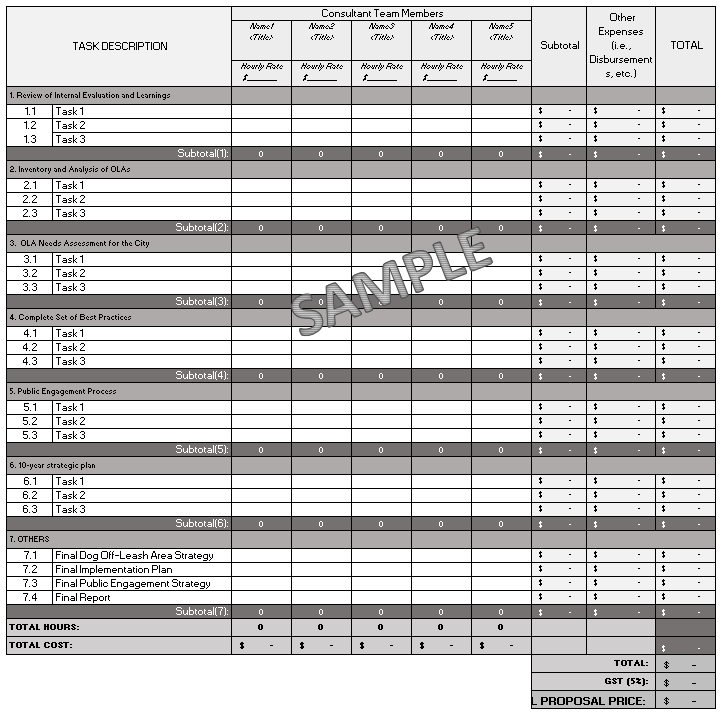 Consultant Team Members
TASK DESCRIPTION
Name1 Name2 Name3 Name4 Name5
<Title> <Title> <Title> <Title> <Title>
Hourly Rate Hourly Rate Hourly Rate Hourly Rate Hourly Rate
$______ $______ $______ $______ $______
Subtotal
Other
Expenses
(i.e.,
Disbursement
s, etc.)
TOTAL
1. Review of Internal Evaluation and Learnings
1.1 Task 1 $ - $ - $ -
1.2 Task 2 $ - $ - $ -
1.3 Task 3 $ - $ - $ -
Subtotal(1): 0 0 0 0 0 $ - $ - $ -
2. Inventory and Analysis of OLAs
2.1 Task 1 $ - $ - $ -
2.2 Task 2 $ - $ - $ -
2.3 Task 3 $ - $ - $ -
Subtotal(2): 0 0 0 0 0 $ - $ - $ -
3. OLA Needs Assessment for the City
3.1 Task 1 $ - $ - $ -
3.2 Task 2 $ - $ - $ -
3.3 Task 3 $ - $ - $ -
Subtotal(3): 0 0 0 0 0 $ - $ - $ -
SAMPLE
4. Complete Set of Best Practices
4.1 Task 1 $ - $ - $ -
4.2 Task 2 $ - $ - $ -
4.3 Task 3 $ - $ - $ -
Subtotal(4): 0 0 0 0 0 $ - $ - $ -
5. Public Engagement Process
5.1 Task 1 $ - $ - $ -
5.2 Task 2 $ - $ - $ -
5.3 Task 3 $ - $ - $ -
Subtotal(5): 0 0 0 0 0 $ - $ - $ -
6. 10-year strategic plan
6.1 Task 1 $ - $ - $ -
6.2 Task 2 $ - $ - $ -
6.3 Task 3 $ - $ - $ -
Subtotal(6): 0 0 0 0 0 $ - $ - $ -
7. OTHERS
7.1 Final Dog Off-Leash Area Strategy $ - $ - $ -
7.2 Final Implementation Plan $ - $ - $ -
7.3 Final Public Engagement Strategy $ - $ - $ -
7.4 Final Report $ - $ - $ -
Subtotal(7): 0 0 0 0 0 $ - $ - $ -
TOTAL HOURS: 0 0 0 0 0
TOTAL COST: $ - $ - $ - $ - $ - $ -
TOTAL: $ -
GST (5%): $ -
L PROPOSAL PRICE: $ -